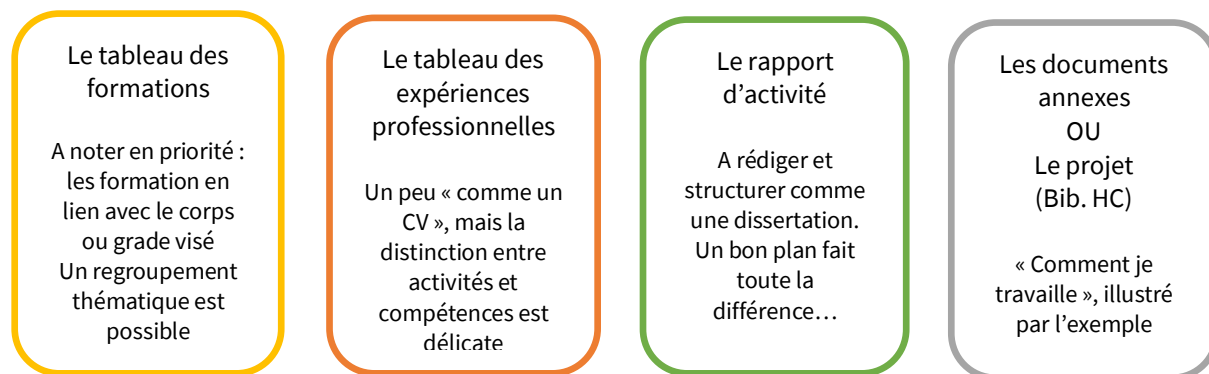 Le tableau des
formations
A noter en priorité :
les formation en
lien avec le corps
ou grade visé
Un regroupement
thématique est
possible
Le tableau des
expériences
professionnelles
Un peu « comme un
CV », mais la
distinction entre
activités et
compétences est
délicate
Le rapport
d’activité
A rédiger et
structurer comme
une dissertation.
Un bon plan fait
toute la
différence…
Les documents
annexes
OU
Le projet
(Bib. HC)
« Comment je
travaille », illustré
par l’exemple